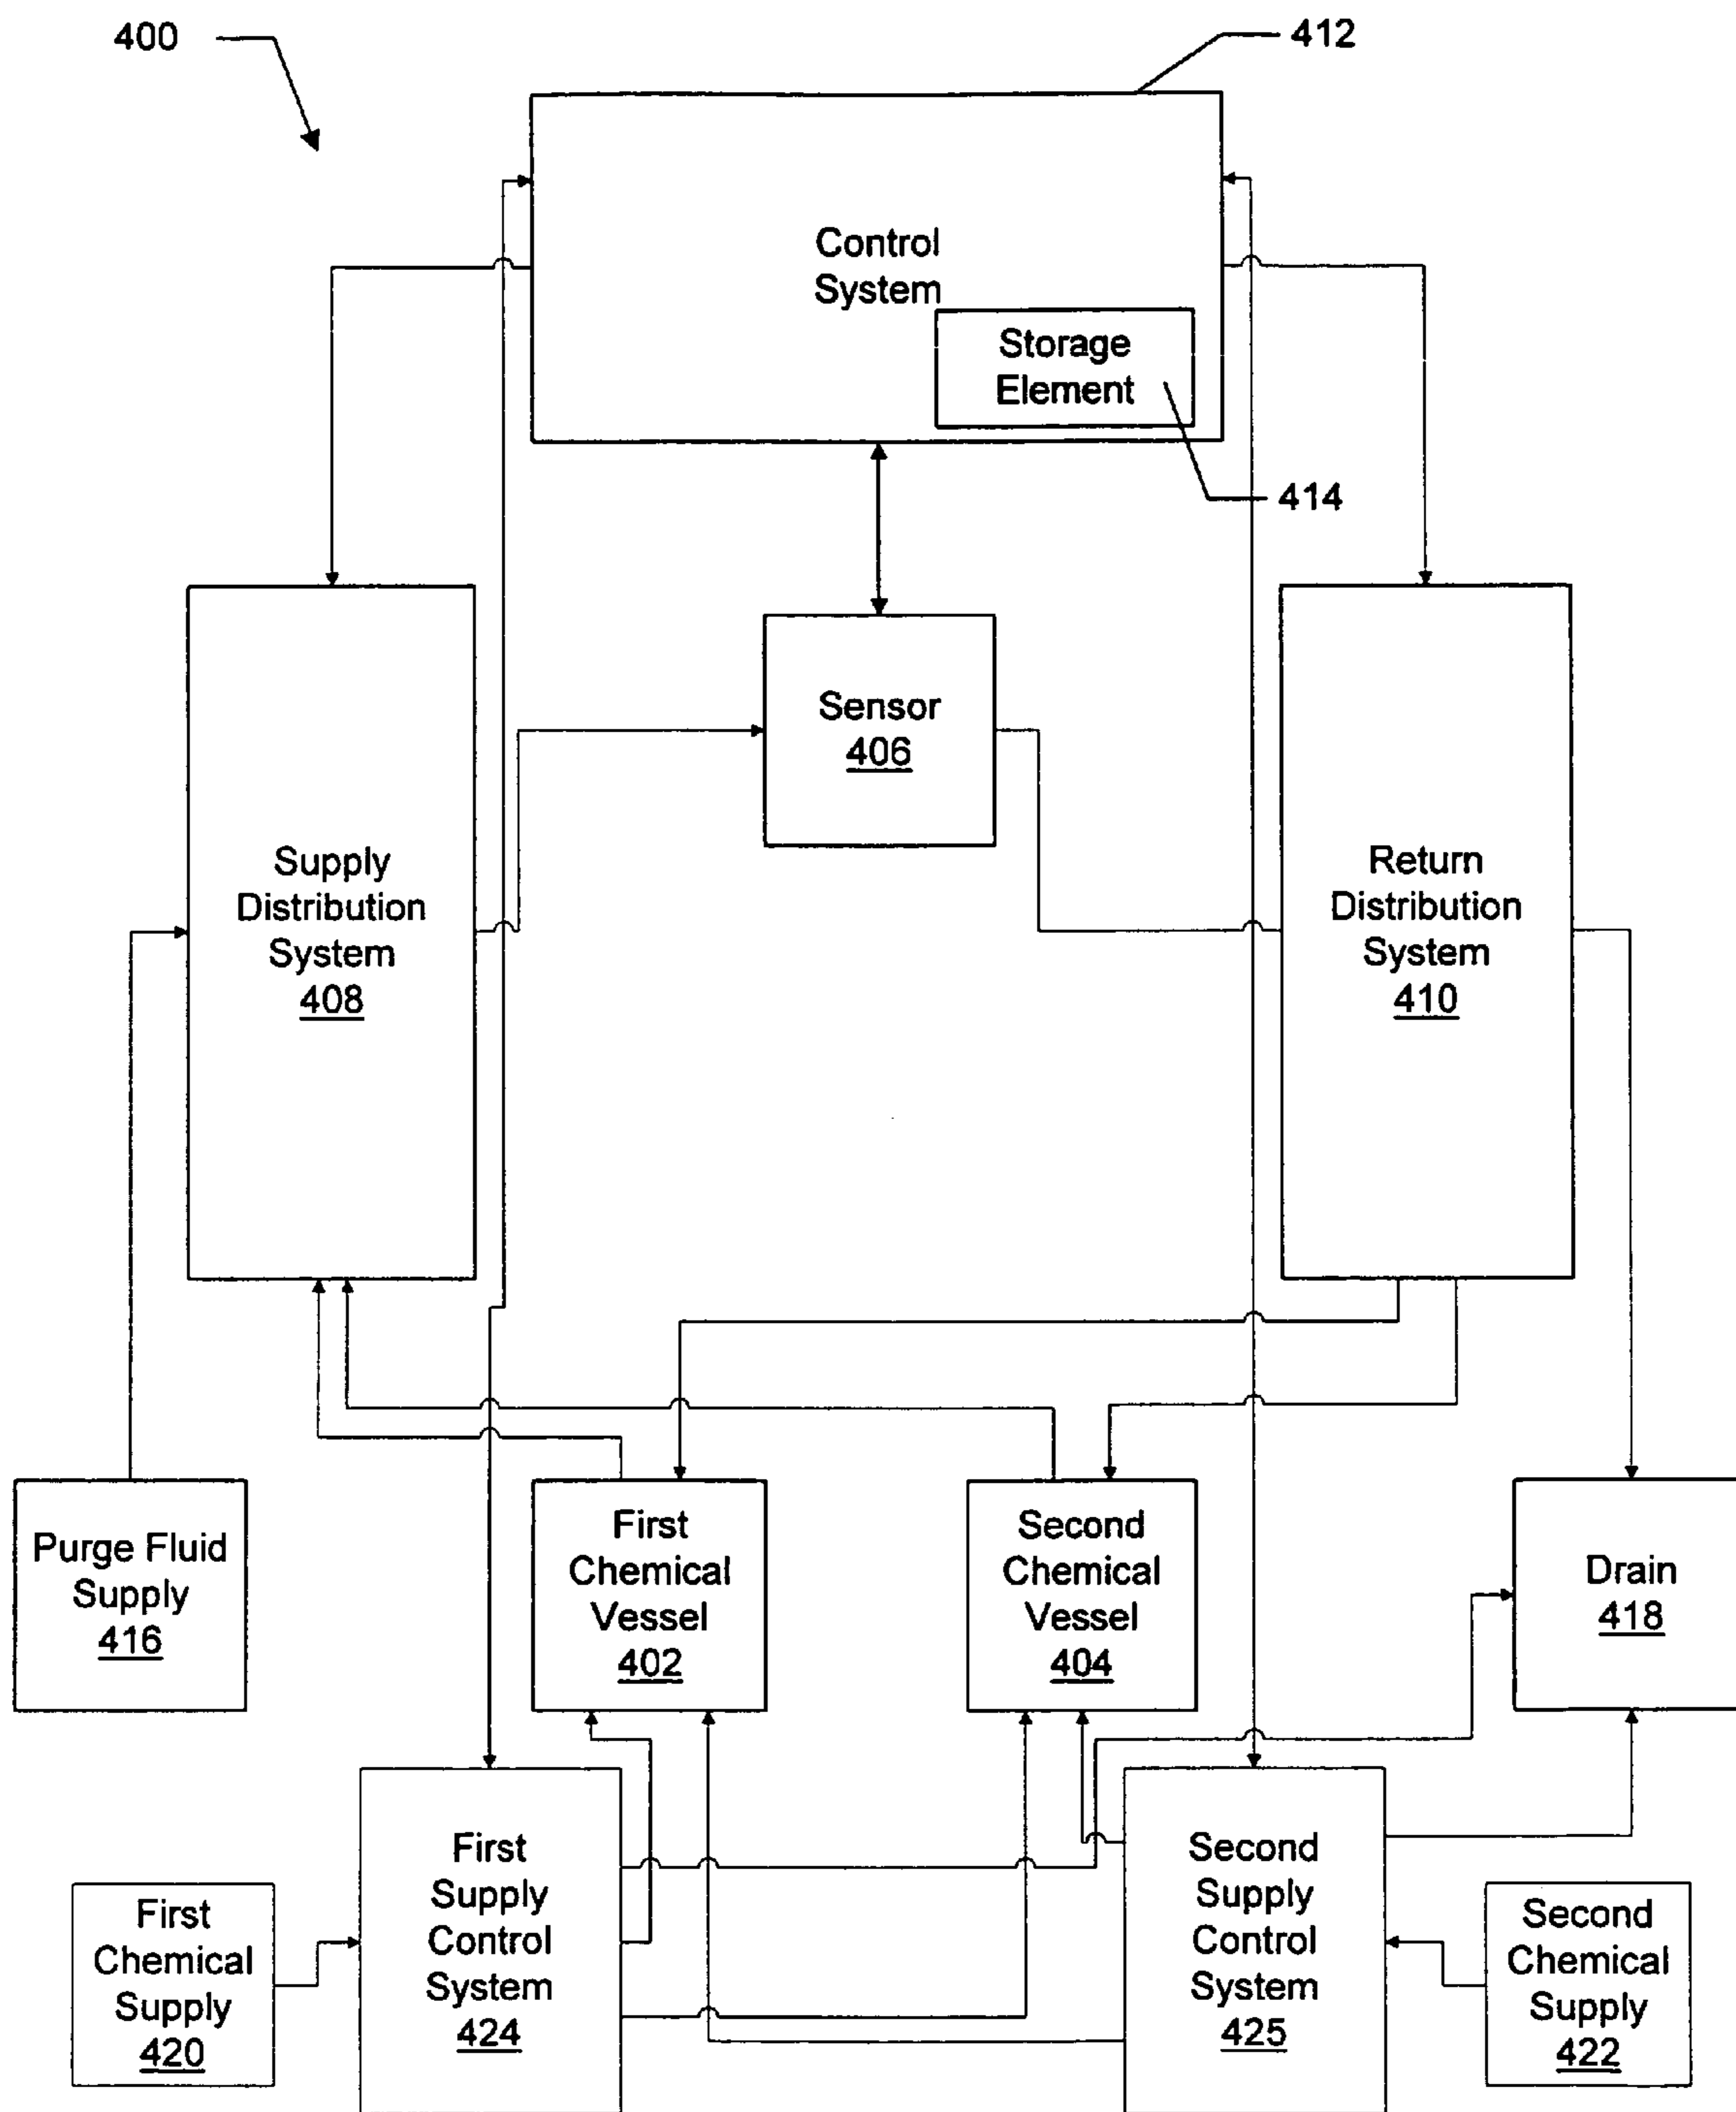 400
412
Control
System
Storage
Element
414
Sensor
406
Supply
Distribution
System
408
Return
Distribution
System
410
Purge Fluid
Supply
416
First
Chemical
Vessel
402
Second
Chemical
Vessel
404
Drain
418
First
Chemical
Supply
420
First
Supply
Control
System
424
Second
Supply
Control
System
425
Second
Chemical
Supply
422